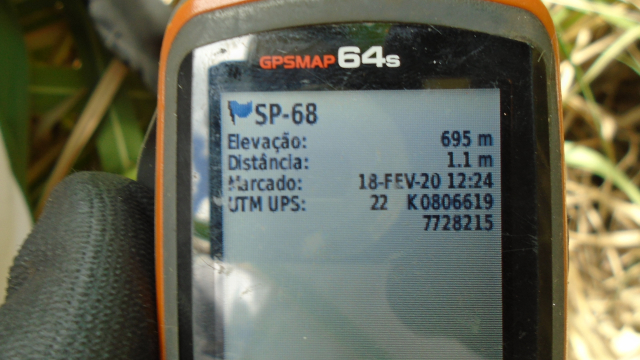 GPSMAP 64s
SP-68
Elevação: 695 m
Distância: 1.1 m
Marcado: 18-FEV-20 12:24
UTM UPS: 22 K 0806619
7728215